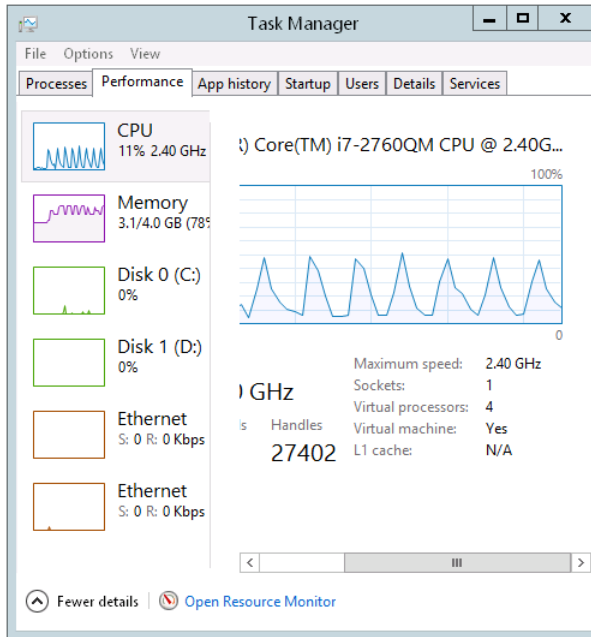 Task Manager
File Options View
Processes Performance App history Startup Users Details Services
CPU
11% 2.40 GHz
Memory
3.1/4.0 GB (78%
Disk 0 (C:)
0%
Disk 1 (D:)
0%
Ethernet
S: 0 R: 0 Kbps
Ethernet
S: 0 R: 0 Kbps
R) Core(TM) i7-2760QM CPU @ 2.40G...
100%
0
GHz
Handles
27402
Maximum speed: 2.40 GHz
Sockets: 1
Virtual processors: 4
Virtual machine: Yes
L1 cache: N/A
Fewer details
Open Resource Monitor